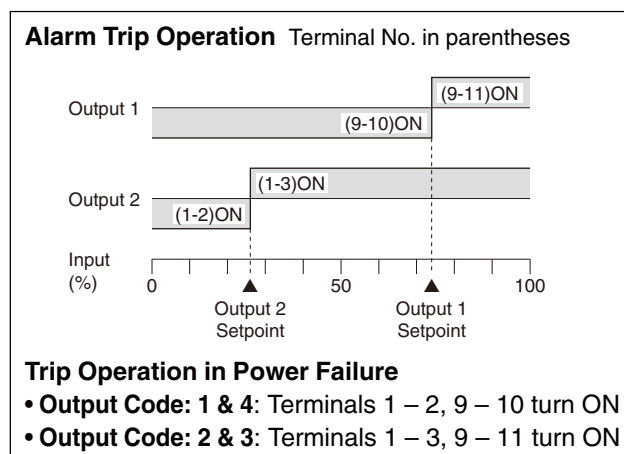 Alarm Trip Operation Terminal No. in parentheses
(9-11)ON
Output 1
(9-10)ON
(1-3)ON
Output 2
(1-2)ON
Input
(%)
0 50 100
Output 2
Setpoint
Output 1
Setpoint
Trip Operation in Power Failure
• Output Code: 1 & 4: Terminals 1 – 2, 9 – 10 turn ON
• Output Code: 2 & 3: Terminals 1 – 3, 9 – 11 turn ON